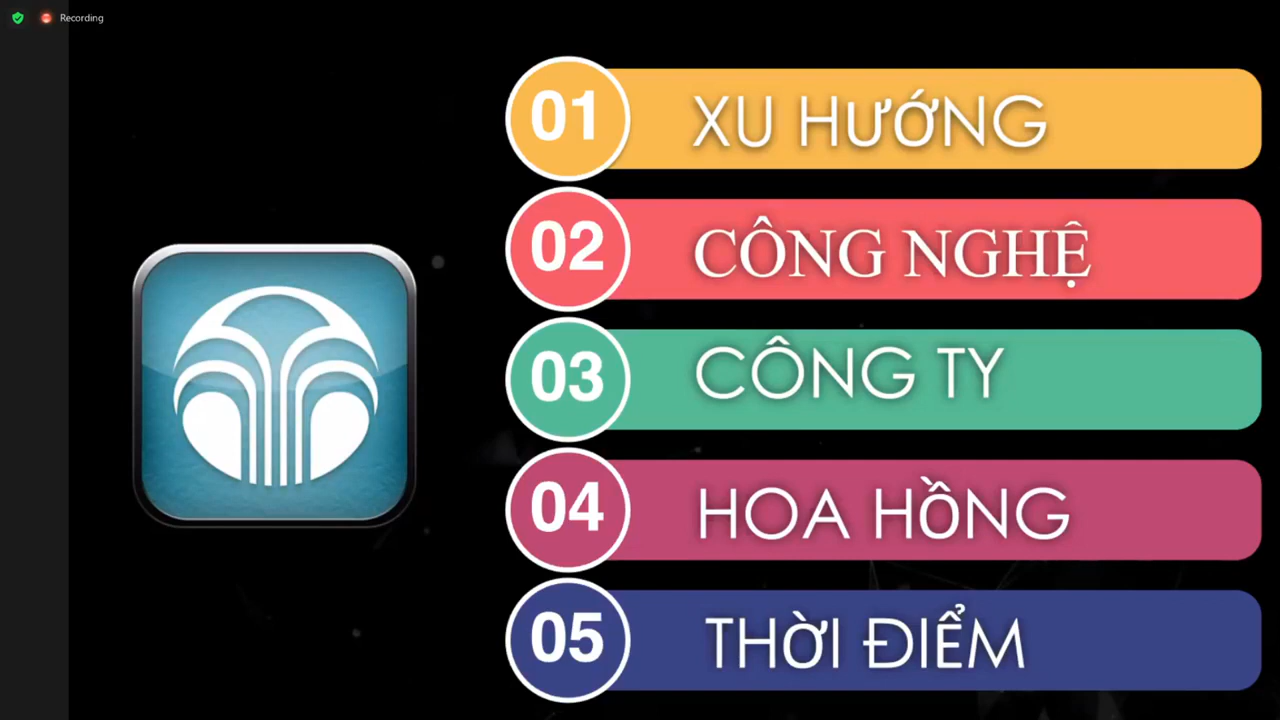 Recording
01 XU HƯỚNG
02 CÔNG NGHỆ
03 CÔNG TY
04 HOA HỒNG
05 THỜI ĐIỂM